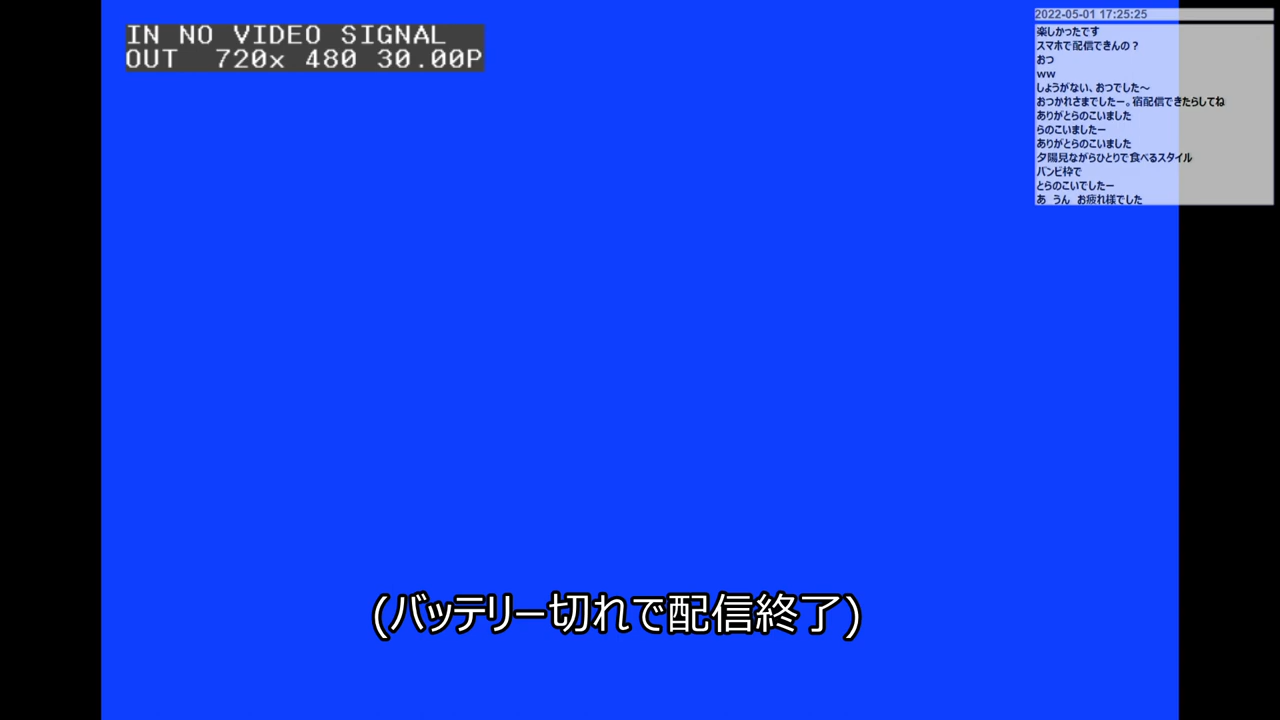 IN NO VIDEO SIGNAL
OUT 720x 480 30.00P
2022-05-01 17:25:25
楽しかったです
スマホで配信できんの？
おつ
ww
しょうがない、おつでした～
おつかれさまでしたー。宿配信できたらしてね
ありがとらのこいました
らのこいましたー
ありがとらのこいました
夕陽見ながらひとりで食べるスタイル
バンビ枠で
とらのこいでしたー
あ うん お疲れ様でした
(バッテリー切れで配信終了)